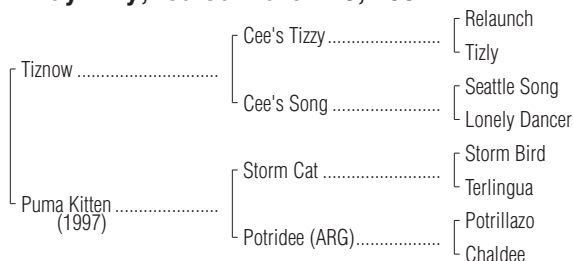 Relaunch
Cee's Tizzy
Tizly
Tiznow
Seattle Song
Cee's Song
Lonely Dancer
Storm Bird
Storm Cat
Terlingua
Puma Kitten
(1997)
Potrillazo
Potridee (ARG)
Chaldee